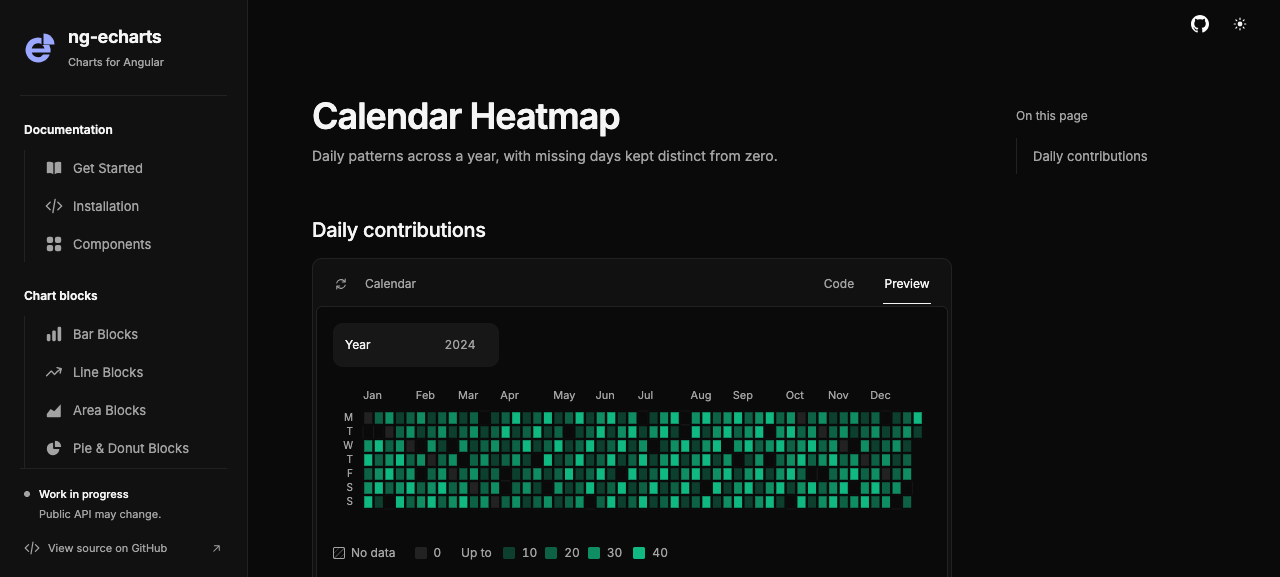 ng-echarts
Charts for Angular
Documentation
Get Started
Installation
Components
Chart blocks
Bar Blocks
Line Blocks
Area Blocks
Pie & Donut Blocks
Work in progress
Public API may change.
View source on GitHub
Calendar Heatmap
Daily patterns across a year, with missing days kept distinct from zero.
Daily contributions
Calendar
Code
Preview
Year 2024
Jan Feb Mar Apr May Jun Jul Aug Sep Oct Nov Dec
M
T
W
T
F
S
S
No data 0 Up to 10 20 30 40
On this page
Daily contributions